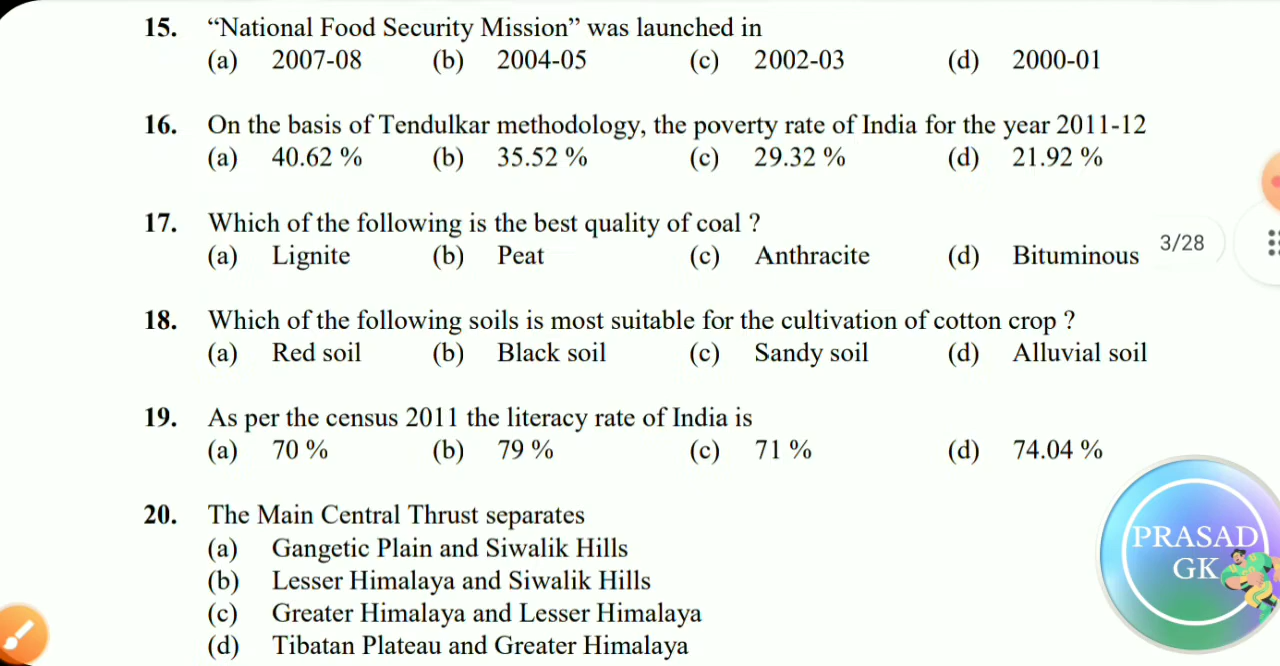 15. “National Food Security Mission” was launched in
(a) 2007-08 (b) 2004-05 (c) 2002-03 (d) 2000-01
16. On the basis of Tendulkar methodology, the poverty rate of India for the year 2011-12
(a) 40.62 % (b) 35.52 % (c) 29.32 % (d) 21.92 %
17. Which of the following is the best quality of coal ?
(a) Lignite (b) Peat (c) Anthracite (d) Bituminous
3/28
18. Which of the following soils is most suitable for the cultivation of cotton crop ?
(a) Red soil (b) Black soil (c) Sandy soil (d) Alluvial soil
19. As per the census 2011 the literacy rate of India is
(a) 70 % (b) 79 % (c) 71 % (d) 74.04 %
20. The Main Central Thrust separates
(a) Gangetic Plain and Siwalik Hills
(b) Lesser Himalaya and Siwalik Hills
(c) Greater Himalaya and Lesser Himalaya
(d) Tibatan Plateau and Greater Himalaya
PRASAD
GK